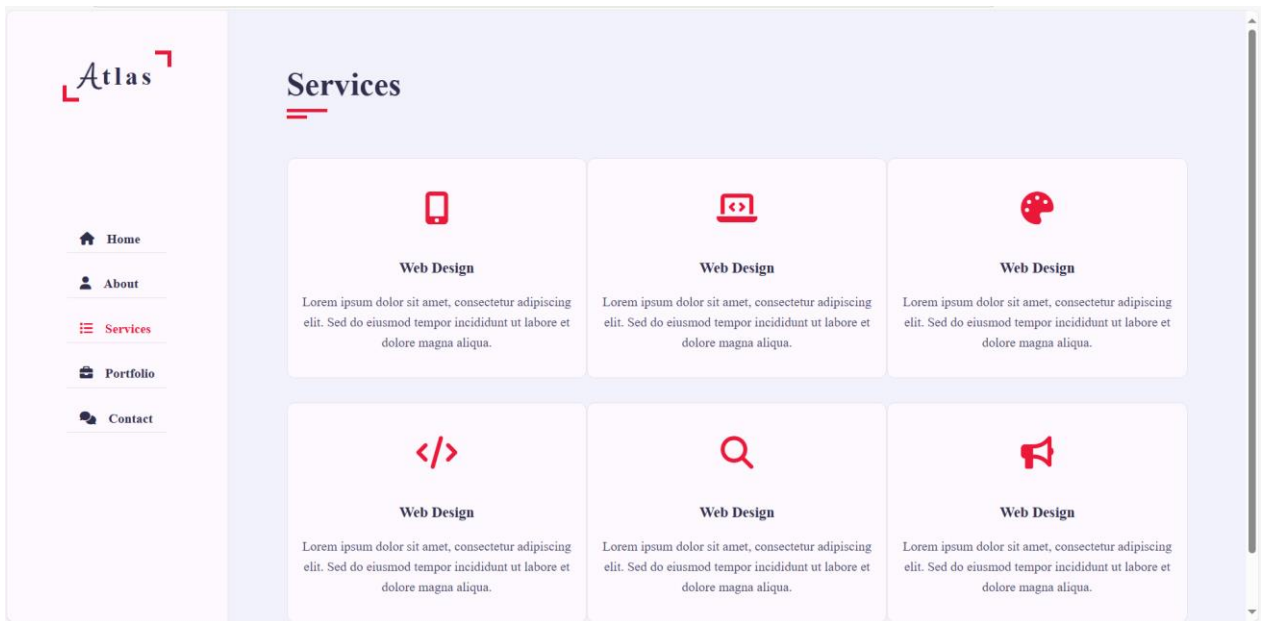 Atlas
Services
Home
About
Services
Portfolio
Contact
Web Design
Lorem ipsum dolor sit amet, consectetur adipiscing
elit. Sed do eiusmod tempor incididunt ut labore et
dolore magna aliqua.
Web Design
Lorem ipsum dolor sit amet, consectetur adipiscing
elit. Sed do eiusmod tempor incididunt ut labore et
dolore magna aliqua.
Web Design
Lorem ipsum dolor sit amet, consectetur adipiscing
elit. Sed do eiusmod tempor incididunt ut labore et
dolore magna aliqua.
Web Design
Lorem ipsum dolor sit amet, consectetur adipiscing
elit. Sed do eiusmod tempor incididunt ut labore et
dolore magna aliqua.
Web Design
Lorem ipsum dolor sit amet, consectetur adipiscing
elit. Sed do eiusmod tempor incididunt ut labore et
dolore magna aliqua.
Web Design
Lorem ipsum dolor sit amet, consectetur adipiscing
elit. Sed do eiusmod tempor incididunt ut labore et
dolore magna aliqua.